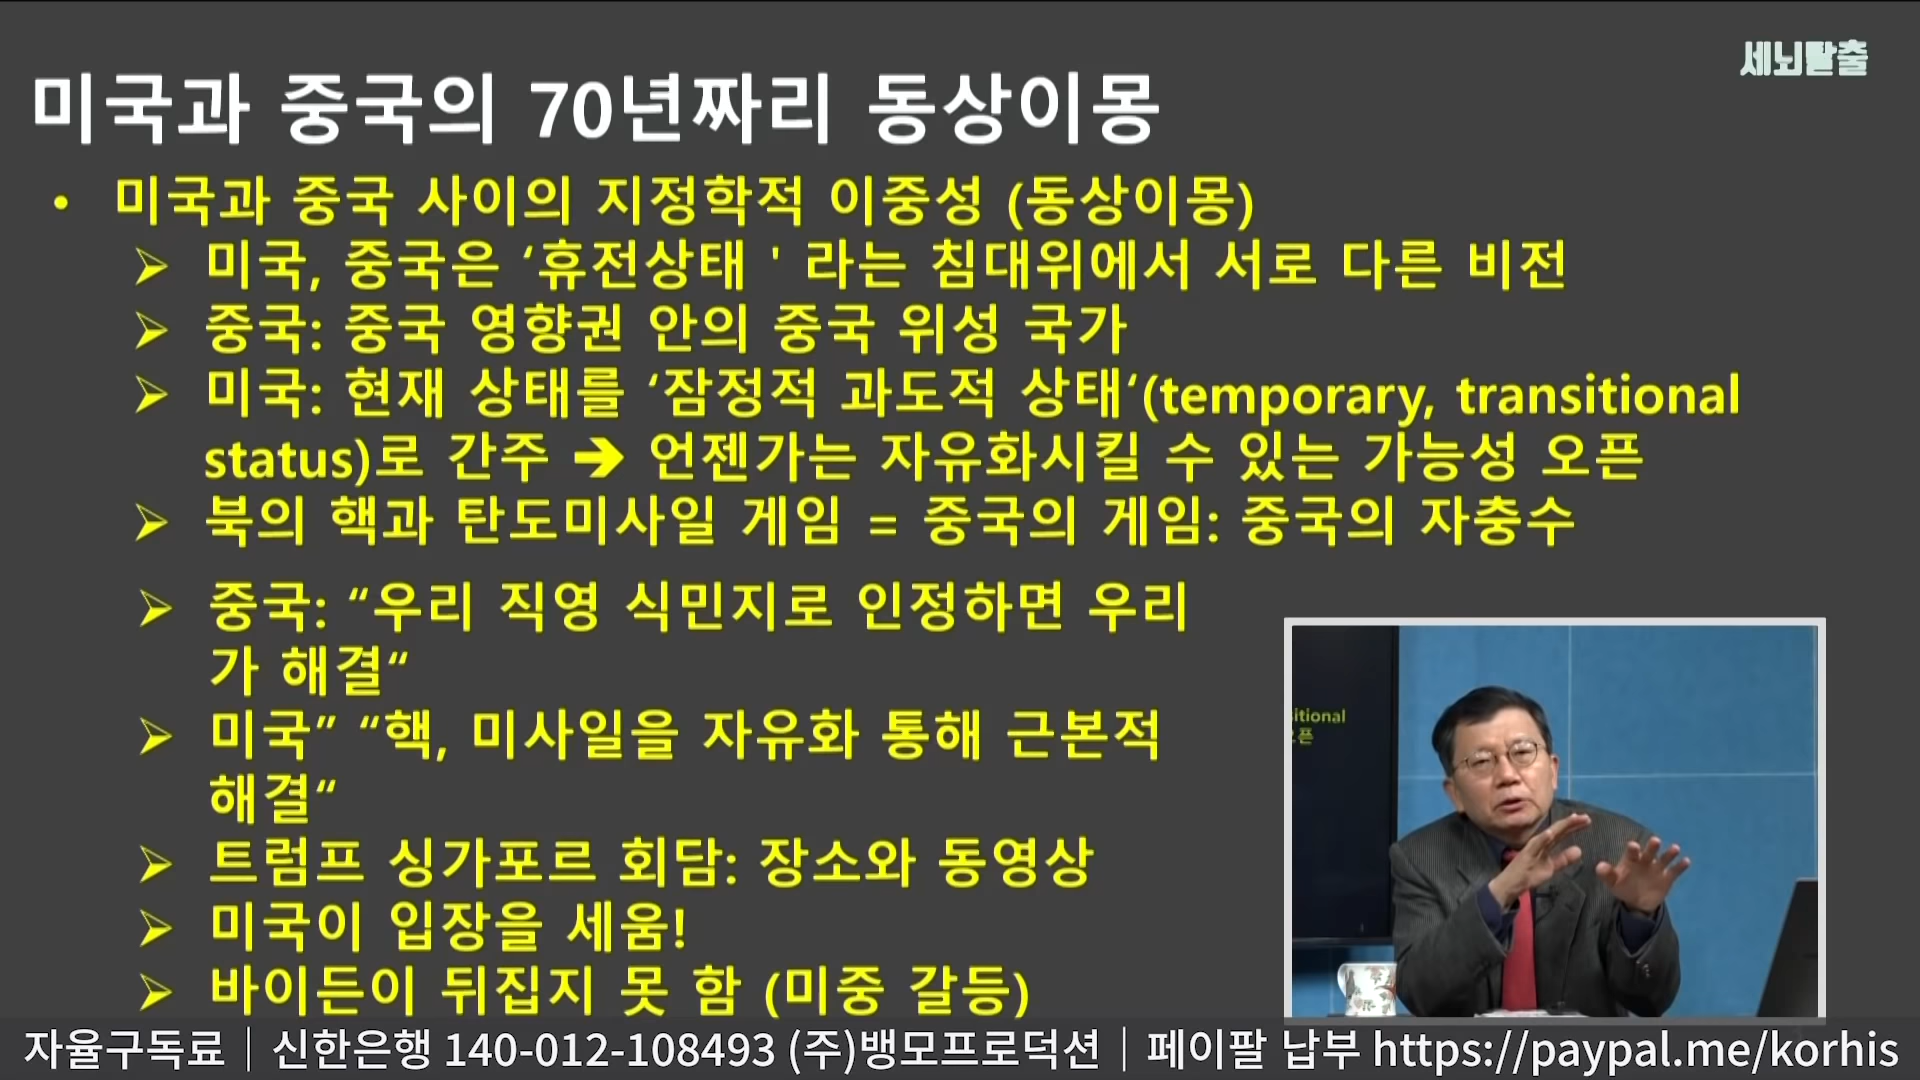 세뇌탈출
미국과 중국의 70년짜리 동상이몽
• 미국과 중국 사이의 지정학적 이중성 (동상이몽)
➢ 미국, 중국은 ‘휴전상태 ' 라는 침대위에서 서로 다른 비전
➢ 중국: 중국 영향권 안의 중국 위성 국가
➢ 미국: 현재 상태를 ‘잠정적 과도적 상태‘(temporary, transitional
status)로 간주 ➔ 언젠가는 자유화시킬 수 있는 가능성 오픈
➢ 북의 핵과 탄도미사일 게임 = 중국의 게임: 중국의 자충수
➢ 중국: “우리 직영 식민지로 인정하면 우리
가 해결“
➢ 미국” “핵, 미사일을 자유화 통해 근본적
해결“
➢ 트럼프 싱가포르 회담: 장소와 동영상
➢ 미국이 입장을 세움!
➢ 바이든이 뒤집지 못 함 (미중 갈등)
itional
오픈
자율구독료｜신한은행 140-012-108493 (주)뱅모프로덕션｜페이팔 납부 https://paypal.me/korhis